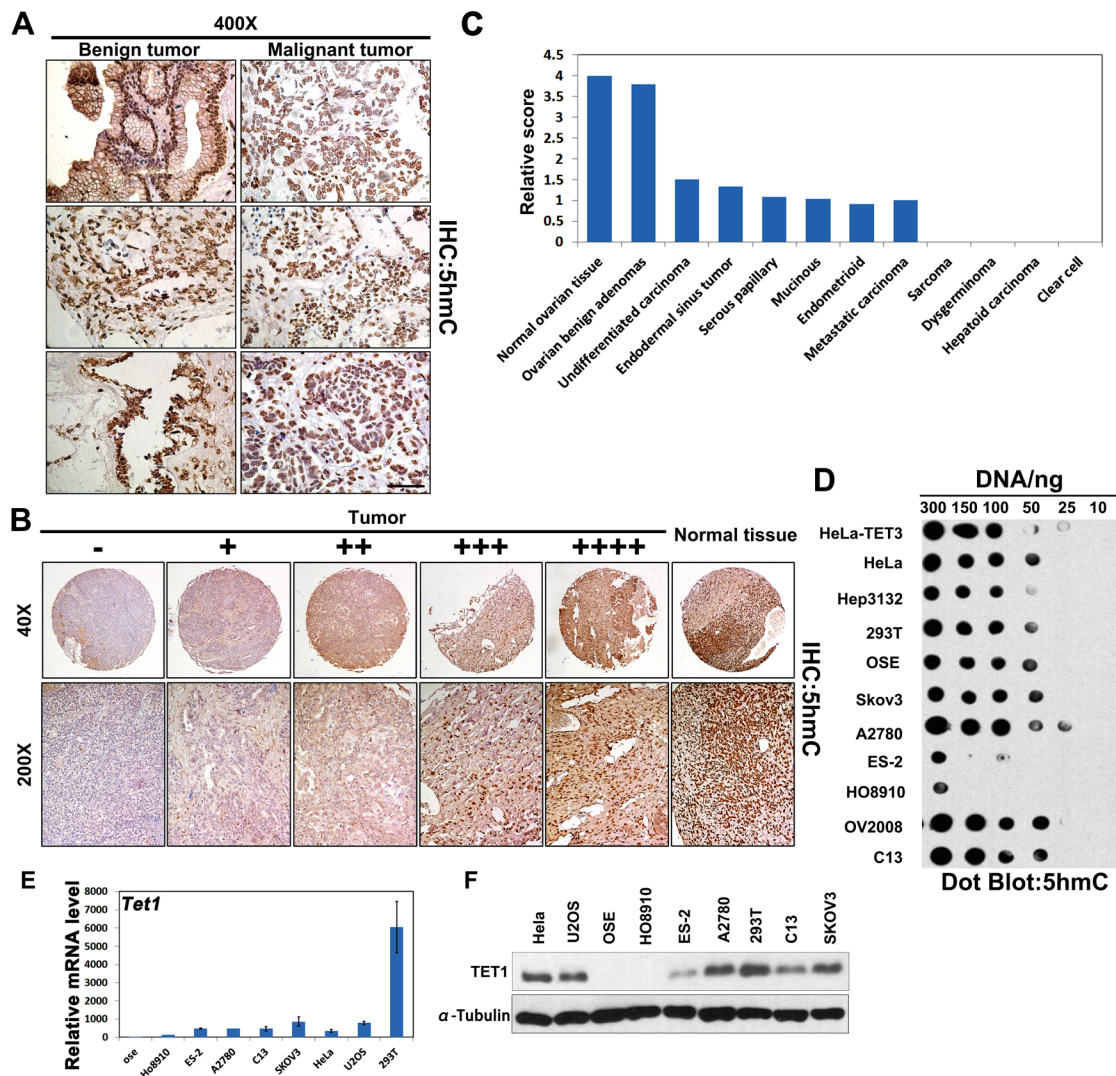 A
400X
Benign tumor
Malignant tumor
IHC:5hmC
B
Tumor
Normal tissue
-
+
++
+++
++++
40X
200X
IHC:5hmC
C
Relative score
4.5
4
3.5
3
2.5
2
1.5
1
0.5
0
Normal ovarian tissue
Ovarian benign adenomas
Undifferentiated carcinoma
Endodermal sinus tumor
Serous papillary
Mucinous
Endometrioid
Metastatic carcinoma
Sarcoma
Dysgerminoma
Hepatoid carcinoma
Clear cell
D
DNA/ng
300 150 100 50 25 10
HeLa-TET3
HeLa
Hep3132
293T
OSE
Skov3
A2780
ES-2
HO8910
OV2008
C13
Dot Blot:5hmC
E
Relative mRNA level
Tet1
8000
7000
6000
5000
4000
3000
2000
1000
0
ose
Ho8910
ES-2
A2780
C13
SKOV3
HeLa
U2OS
293T
F
Hela
U2OS
OSE
HO8910
ES-2
A2780
293T
C13
SKOV3
TET1
α-Tubulin